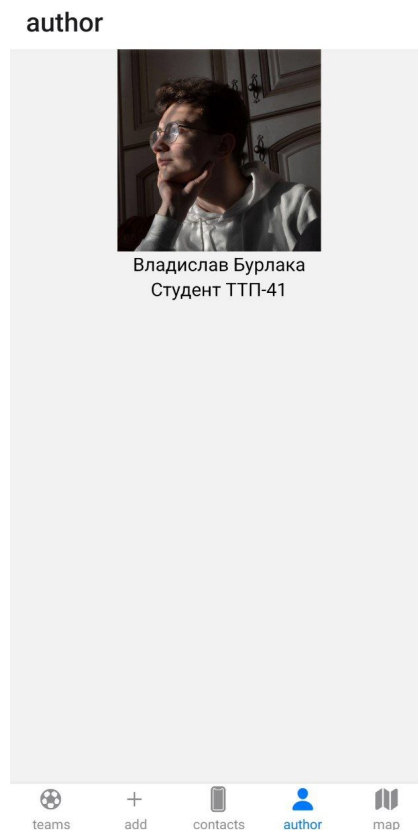 author
Владислав Бурлака
Студент ТТП-41
teams
add
contacts
author
map